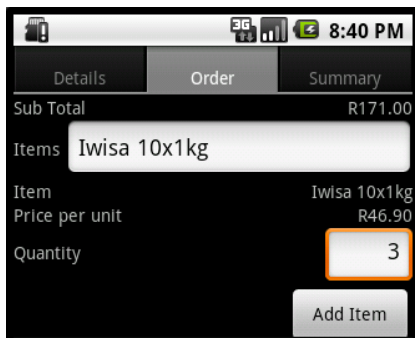 3G 8:40 PM
Details Order Summary
Sub Total R171.00
Items Iwisa 10x1kg
Item Iwisa 10x1kg
Price per unit R46.90
Quantity 3
Add Item